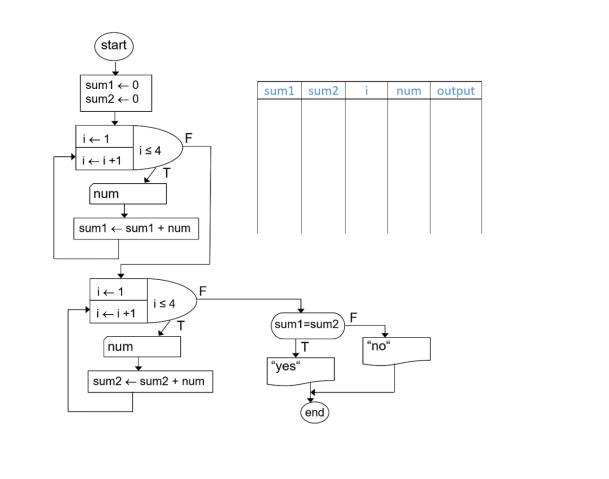 start
sum1 ← 0
sum2 ← 0
i ← 1
i ← i +1
i ≤ 4
F
T
num
sum1 ← sum1 + num
i ← 1
i ← i +1
i ≤ 4
F
T
num
sum2 ← sum2 + num
sum1=sum2
F
T
"yes"
"no"
end
sum1 sum2 i num output